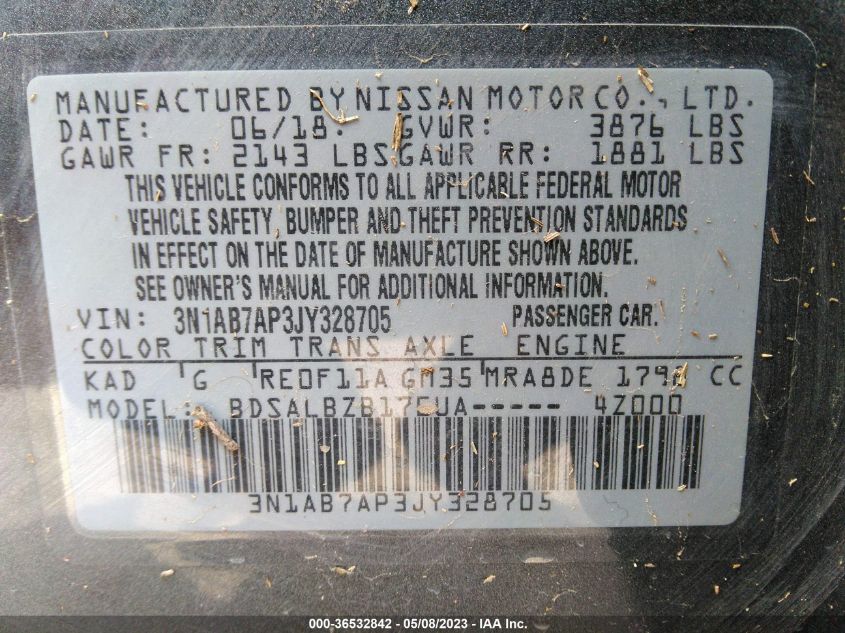 MANUFACTURED BY NISSAN MOTOR CO., LTD.
DATE: 06/18. GVWR: 3876 LBS
GAWR FR: 2143 LBS GAWR RR: 1881 LBS
THIS VEHICLE CONFORMS TO ALL APPLICABLE FEDERAL MOTOR
VEHICLE SAFETY, BUMPER AND THEFT PREVENTION STANDARDS
IN EFFECT ON THE DATE OF MANUFACTURE SHOWN ABOVE.
SEE OWNER'S MANUAL FOR ADDITIONAL INFORMATION.
VIN: 3N1AB7AP3JY328705 PASSENGER CAR.
COLOR TRIM TRANS AXLE ENGINE
KAD G RE0F11A GM35 MRA8DE CC
MODEL: 4Z000
3N1AB7AP3JY328705
000-36532842 - 05/08/2023 - IAA Inc.